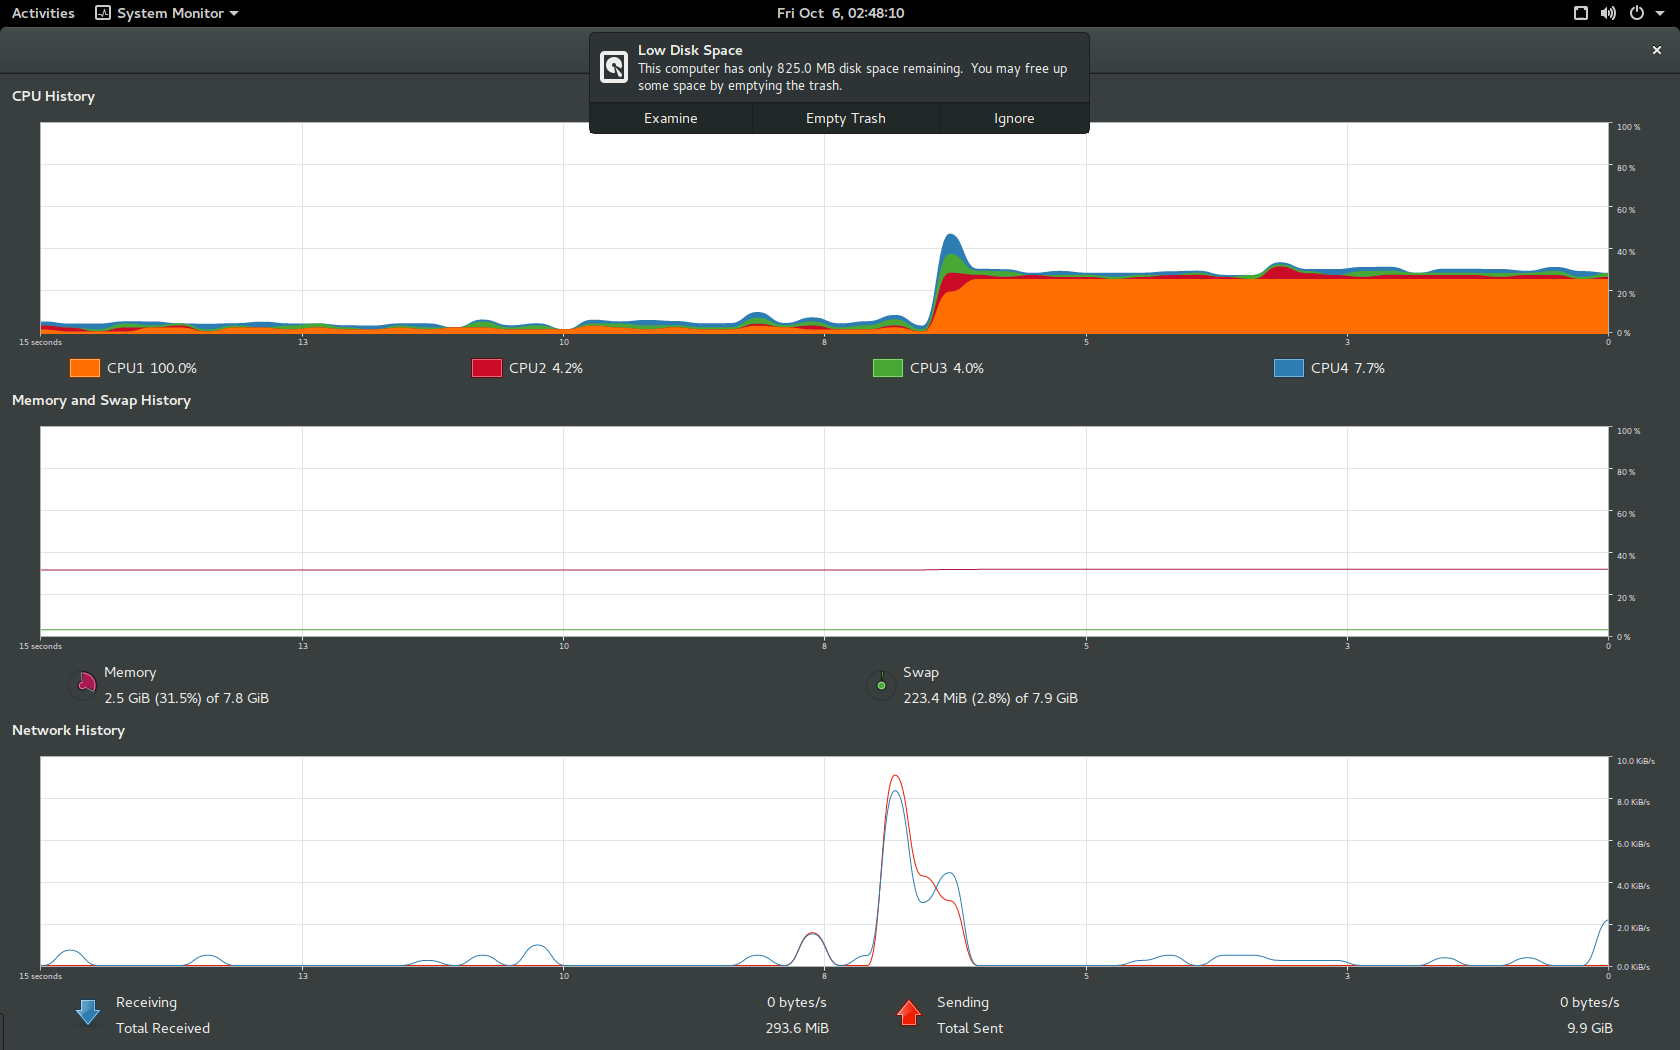 Activities System Monitor Fri Oct 6, 02:48:10
Low Disk Space
This computer has only 825.0 MB disk space remaining. You may free up
some space by emptying the trash.
Examine Empty Trash Ignore
CPU History
100 %
80 %
60 %
40 %
20 %
0 %
15 seconds 13 10 8 5 3 0
CPU1 100.0% CPU2 4.2% CPU3 4.0% CPU4 7.7%
Memory and Swap History
100 %
80 %
60 %
40 %
20 %
0 %
15 seconds 13 10 8 5 3 0
Memory Swap
2.5 GiB (31.5%) of 7.8 GiB 223.4 MiB (2.8%) of 7.9 GiB
Network History
10.0 KiB/s
8.0 KiB/s
6.0 KiB/s
4.0 KiB/s
2.0 KiB/s
0.0 KiB/s
15 seconds 13 10 8 5 3 0
Receiving 0 bytes/s Sending 0 bytes/s
Total Received 293.6 MiB Total Sent 9.9 GiB